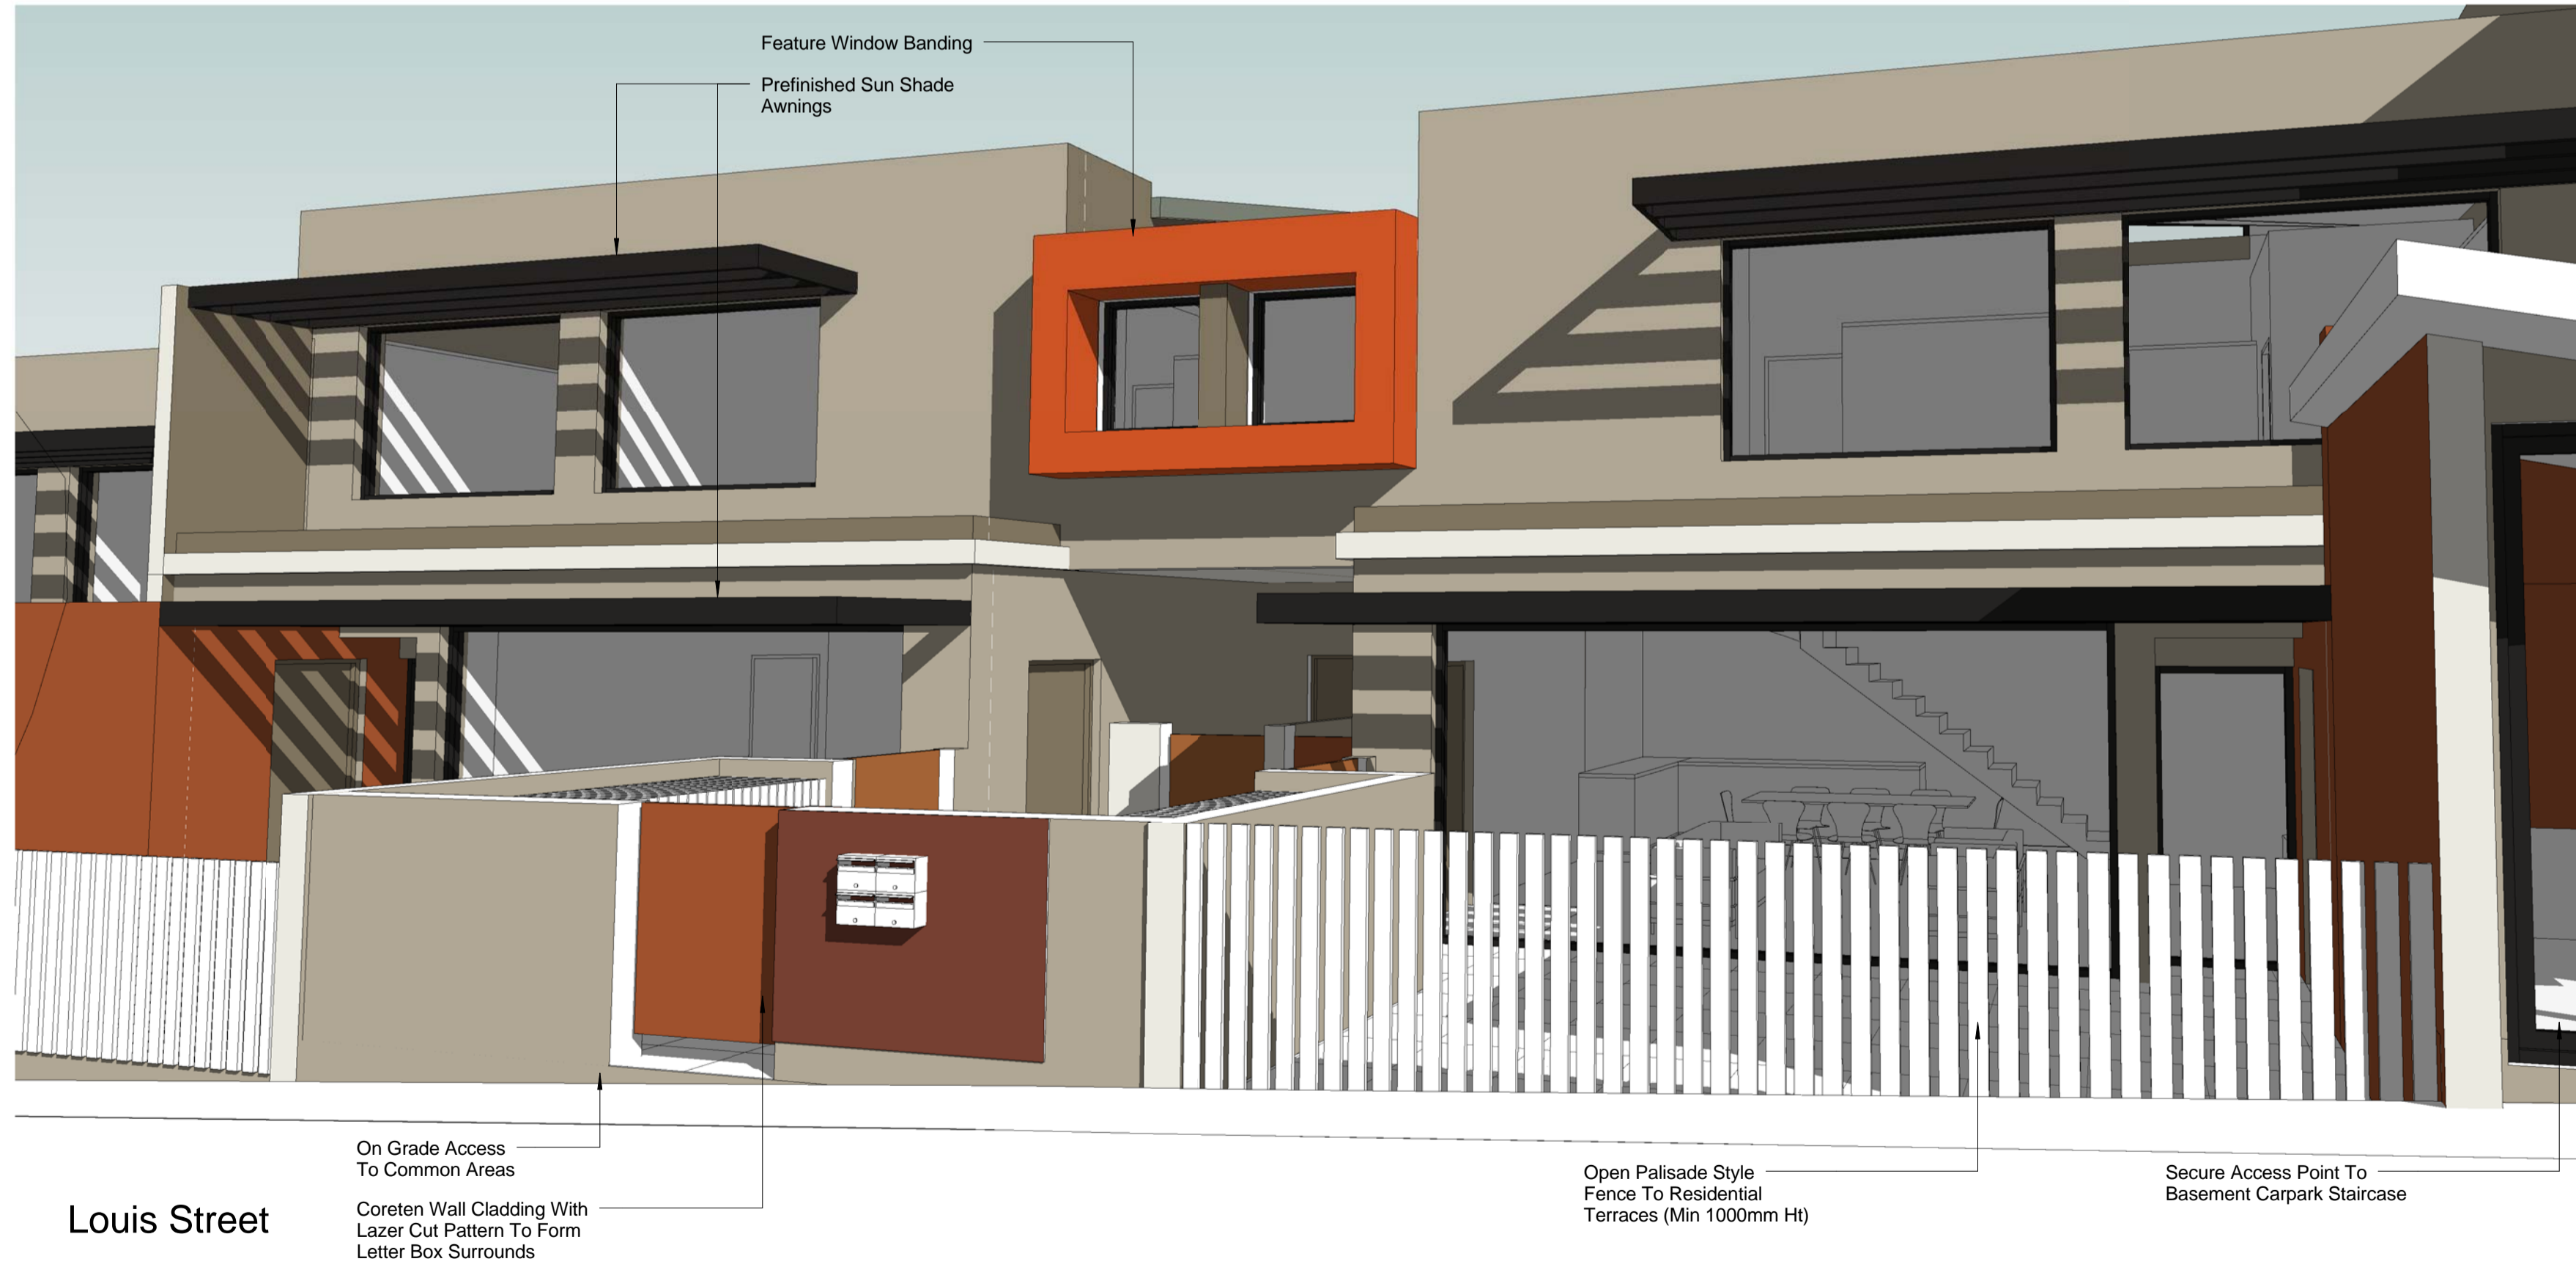 Feature Window Banding
Prefinished Sun Shade
Awnings
On Grade Access
To Common Areas
Coreten Wall Cladding With
Lazer Cut Pattern To Form
Letter Box Surrounds
Louis Street
Open Palisade Style
Fence To Residential
Terraces (Min 1000mm Ht)
Secure Access Point To
Basement Carpark Staircase